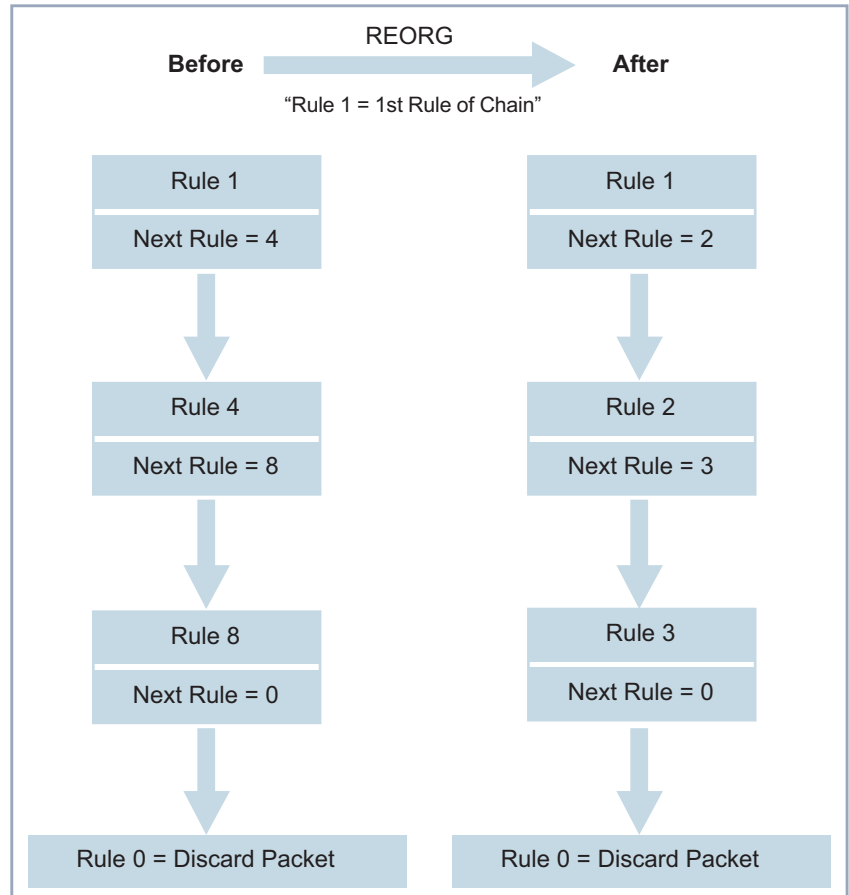 REORG
Before
After
“Rule 1 = 1st Rule of Chain”
Rule 1
Next Rule = 4
Rule 4
Next Rule = 8
Rule 8
Next Rule = 0
Rule 0 = Discard Packet
Rule 1
Next Rule = 2
Rule 2
Next Rule = 3
Rule 3
Next Rule = 0
Rule 0 = Discard Packet